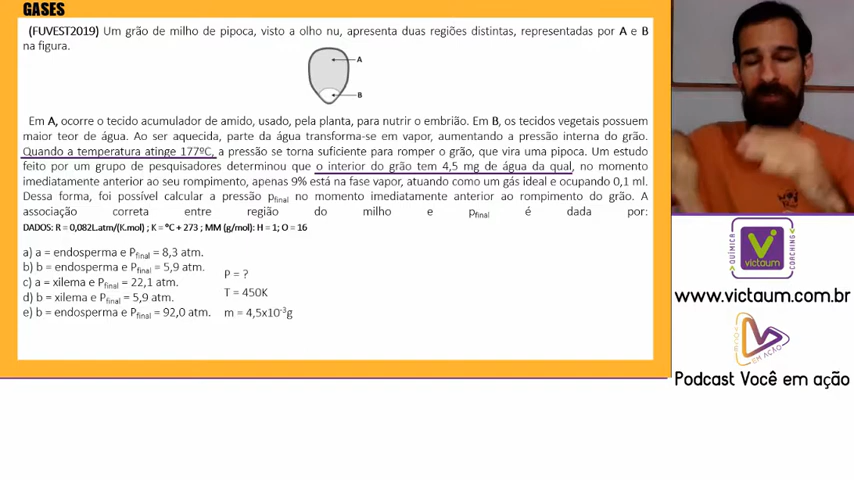 GASES
(FUVEST2019) Um grão de milho de pipoca, visto a olho nu, apresenta duas regiões distintas, representadas por A e B
na figura.
A
B
Em A, ocorre o tecido acumulador de amido, usado, pela planta, para nutrir o embrião. Em B, os tecidos vegetais possuem
maior teor de água. Ao ser aquecida, parte da água transforma-se em vapor, aumentando a pressão interna do grão.
Quando a temperatura atinge 177ºC, a pressão se torna suficiente para romper o grão, que vira uma pipoca. Um estudo
feito por um grupo de pesquisadores determinou que o interior do grão tem 4,5 mg de água da qual, no momento
imediatamente anterior ao seu rompimento, apenas 9% está na fase vapor, atuando como um gás ideal e ocupando 0,1 ml.
Dessa forma, foi possível calcular a pressão pfinal no momento imediatamente anterior ao rompimento do grão. A
associação correta entre região do milho e pfinal é dada por:
DADOS: R = 0,082L.atm/(K.mol) ; K = ºC + 273 ; MM (g/mol): H = 1; O = 16
a) a = endosperma e Pfinal = 8,3 atm.
b) b = endosperma e Pfinal = 5,9 atm.
c) a = xilema e Pfinal = 22,1 atm.
d) b = xilema e Pfinal = 5,9 atm.
e) b = endosperma e Pfinal = 92,0 atm.
P = ?
T = 450K
m = 4,5x10⁻³g
QUÍMICA
victaum
COACHING
www.victaum.com.br
VOCÊ
EM AÇÃO
Podcast Você em ação